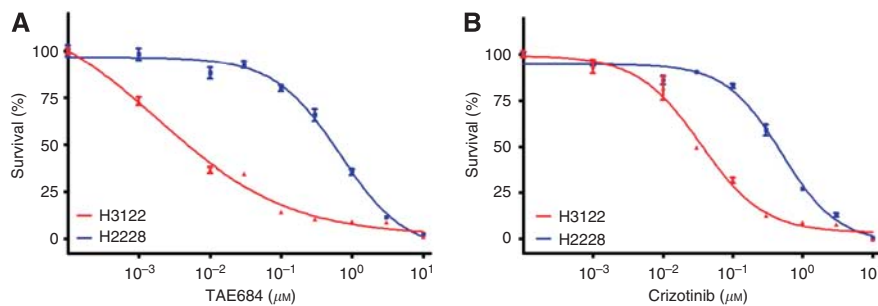 A
Survival (%)
100
75
50
25
0
H3122
H2228
10⁻³ 10⁻² 10⁻¹ 10⁰ 10¹
TAE684 (μM)
B
Survival (%)
100
75
50
25
0
H3122
H2228
10⁻³ 10⁻² 10⁻¹ 10⁰ 10
Crizotinib (μM)